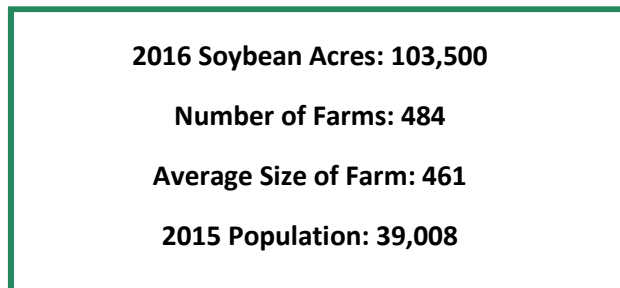 2016 Soybean Acres: 103,500
Number of Farms: 484
Average Size of Farm: 461
2015 Population: 39,008